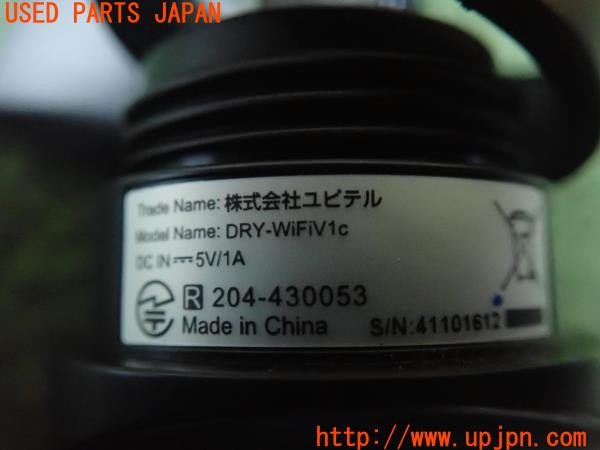 USED PARTS JAPAN
Trade Name: 株式会社ユピテル
Model Name: DRY-WiFiV1c
DC IN ⎓ 5V/1A
R 204-430053
Made in China S/N:41101612
http://www.upjpn.com/